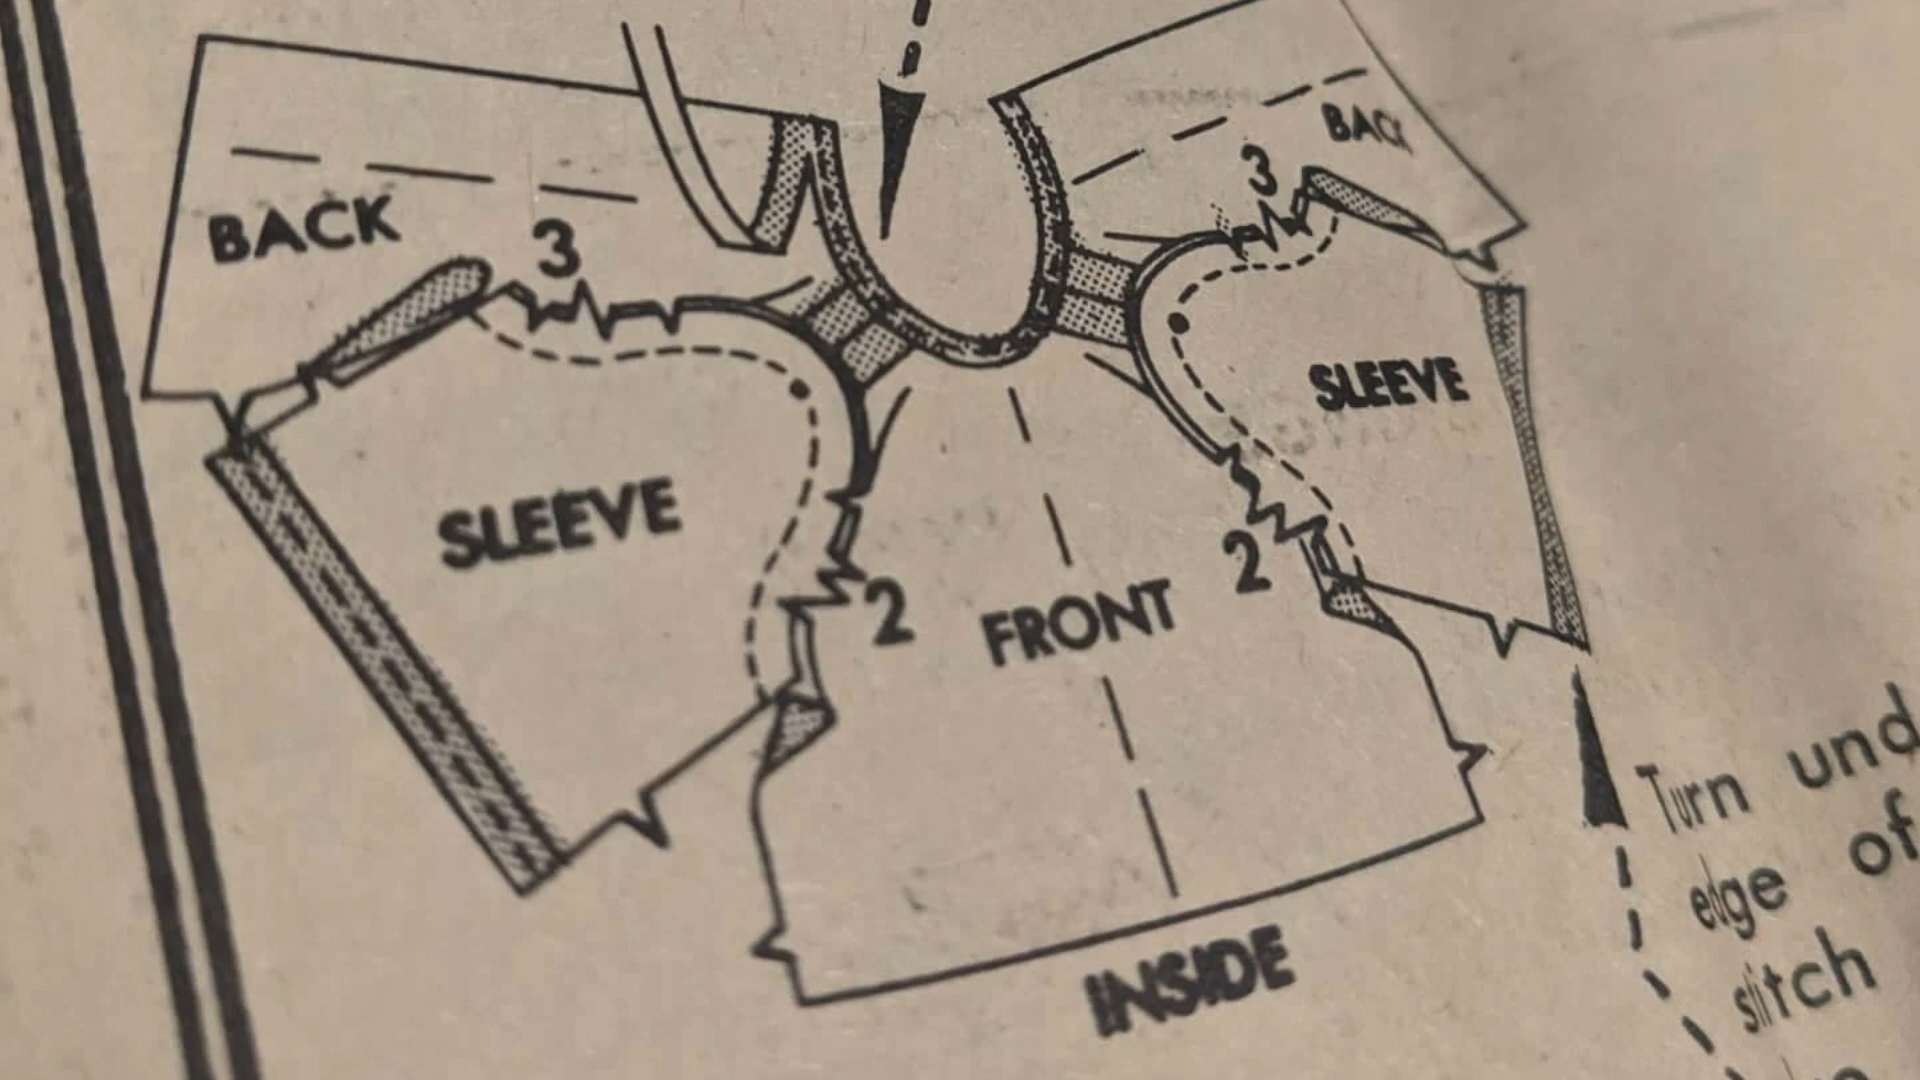 BACK
3
BACK
3
SLEEVE
SLEEVE
2
2
FRONT
INSIDE
Turn und
edge of
stitch